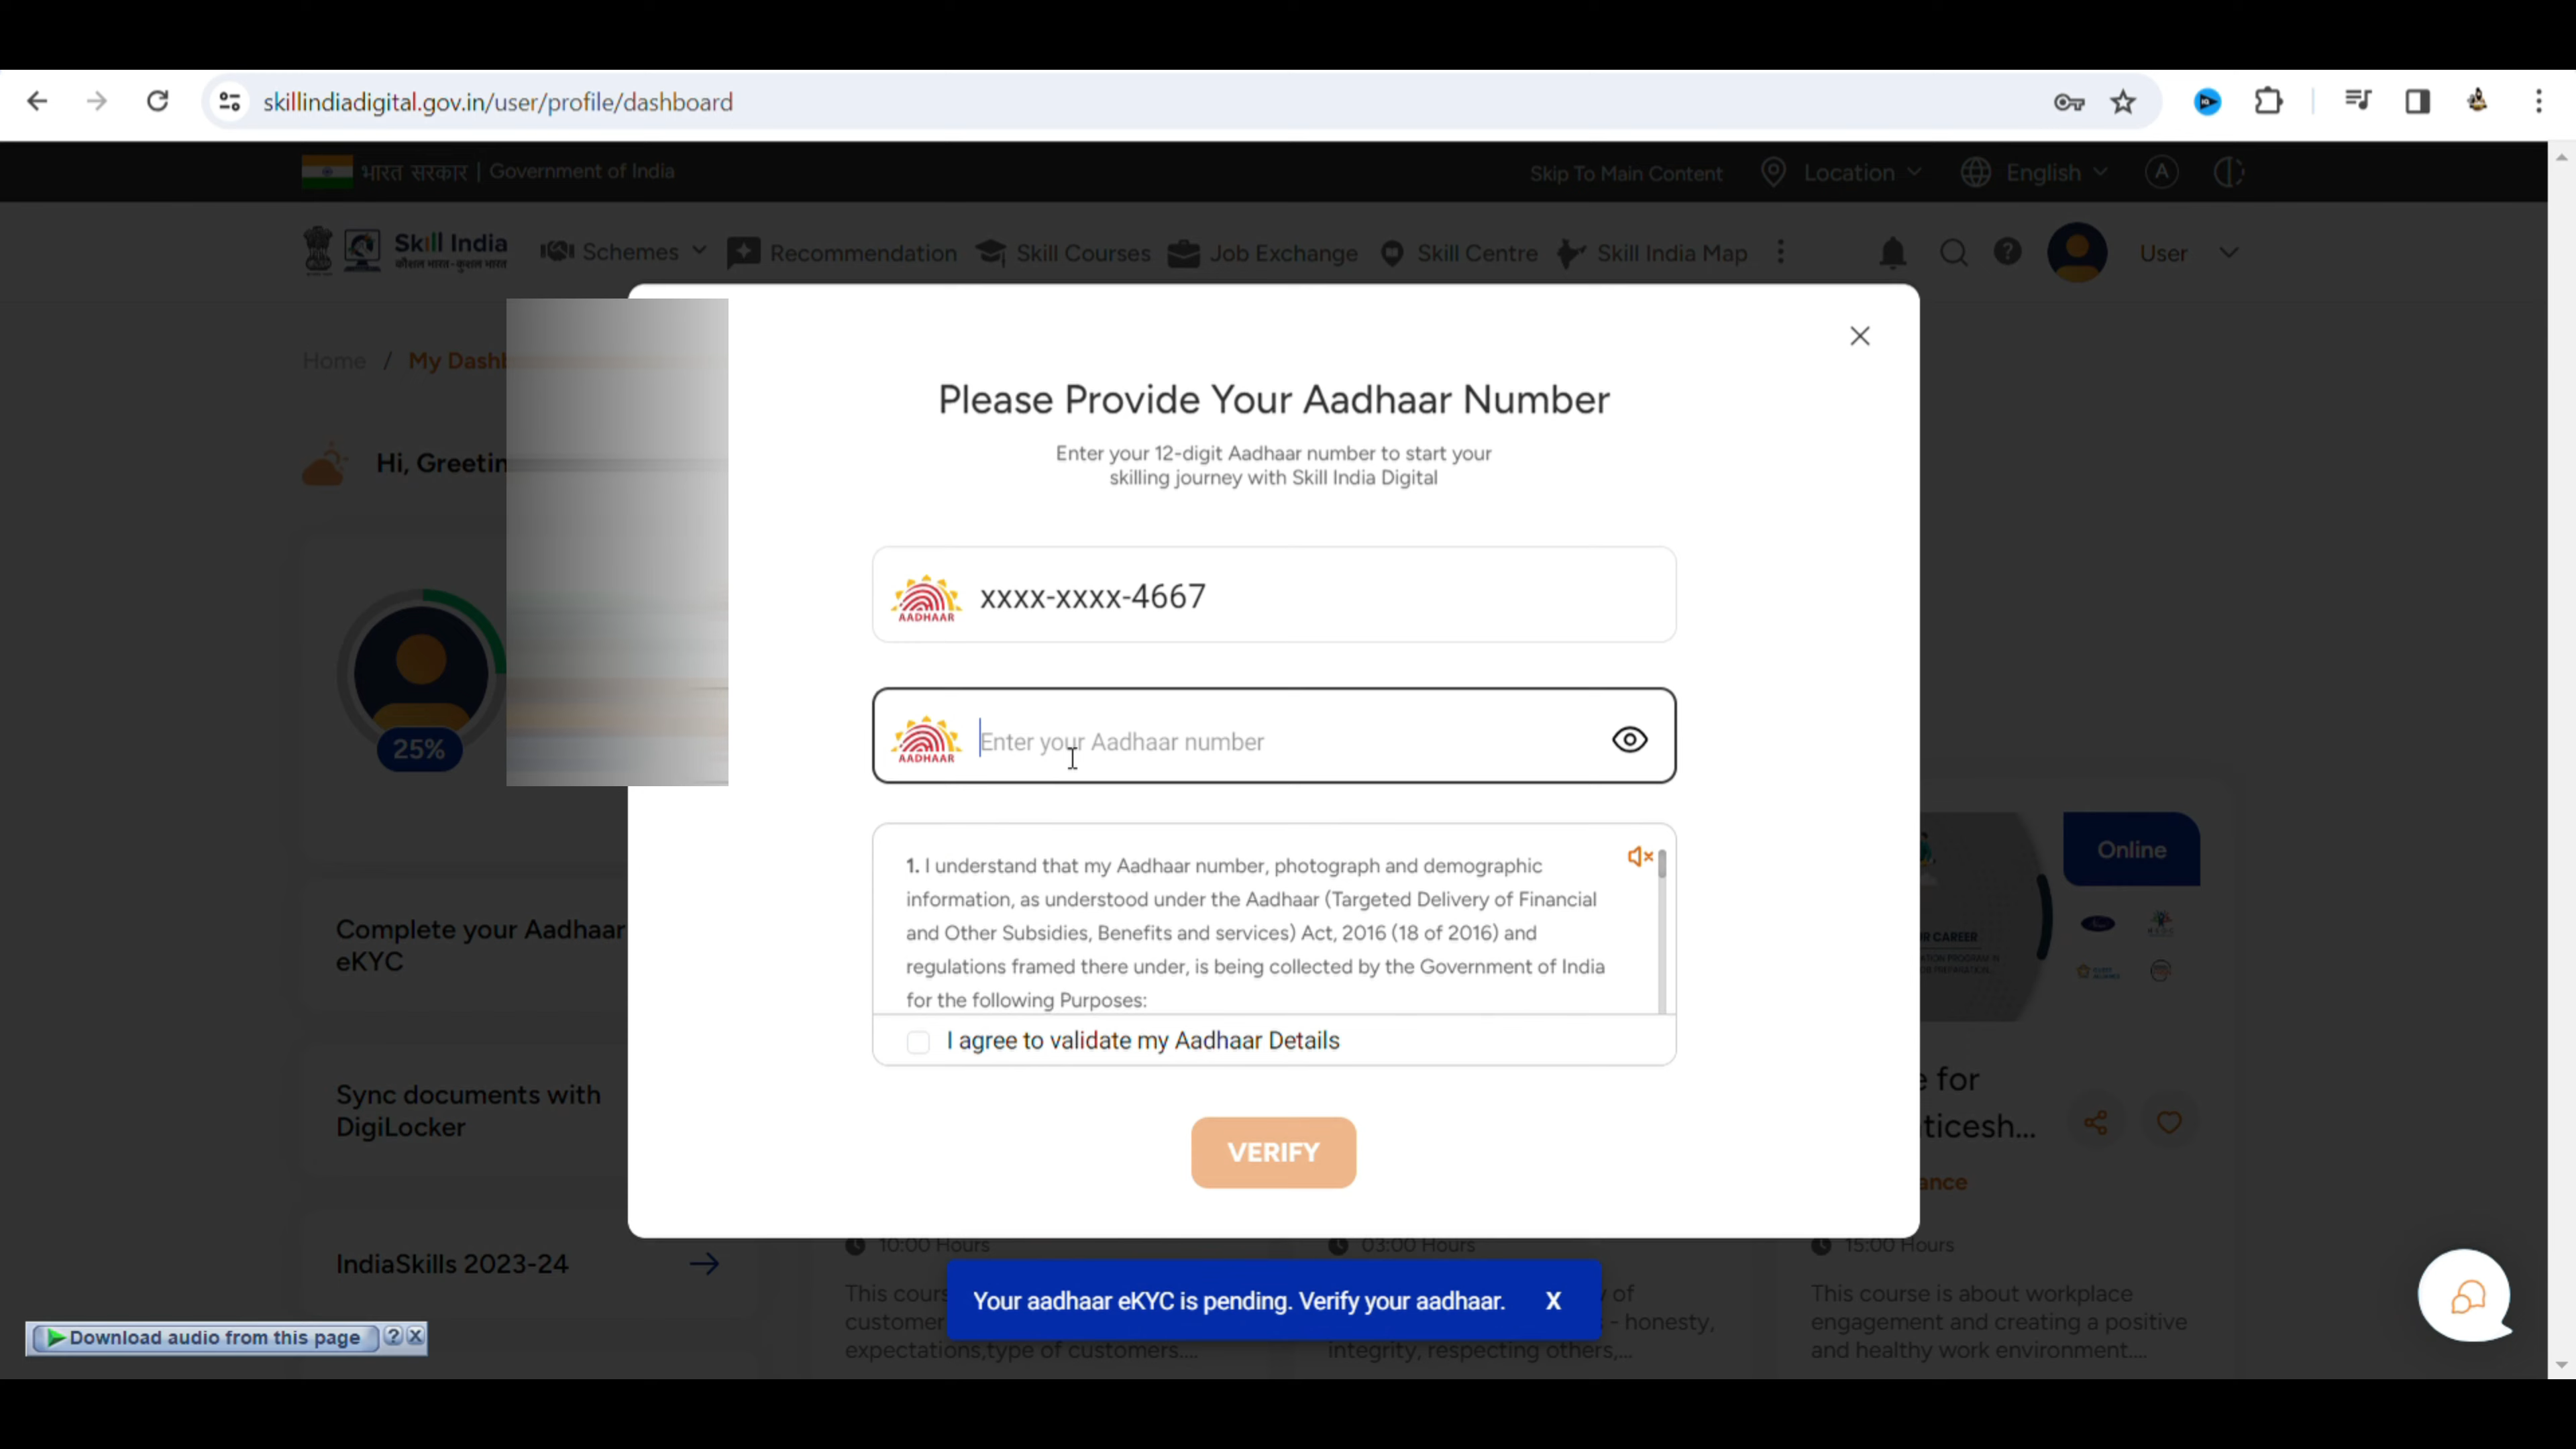 skillindiadigital.gov.in/user/profile/dashboard
भारत सरकार | Government of India
Skip To Main Content
Location
English
A
Skill India
कौशल भारत-कुशल भारत
Schemes
Recommendation
Skill Courses
Job Exchange
Skill Centre
Skill India Map
User
Home / My Dashb
Hi, Greetin
25%
Please Provide Your Aadhaar Number
Enter your 12-digit Aadhaar number to start your
skilling journey with Skill India Digital
AADHAAR
xxxx-xxxx-4667
AADHAAR
Enter your Aadhaar number
1. I understand that my Aadhaar number, photograph and demographic
information, as understood under the Aadhaar (Targeted Delivery of Financial
and Other Subsidies, Benefits and services) Act, 2016 (18 of 2016) and
regulations framed there under, is being collected by the Government of India
for the following Purposes:
I agree to validate my Aadhaar Details
VERIFY
Complete your Aadhaar
eKYC
Sync documents with
DigiLocker
IndiaSkills 2023-24
Online
R CAREER
e for
ticesh...
ance
10:00 Hours
03:00 Hours
15:00 Hours
This cours
customer
expectations,type of customers....
y of
- honesty,
integrity, respecting others,...
This course is about workplace
engagement and creating a positive
and healthy work environment....
Your aadhaar eKYC is pending. Verify your aadhaar. X
Download audio from this page ? X